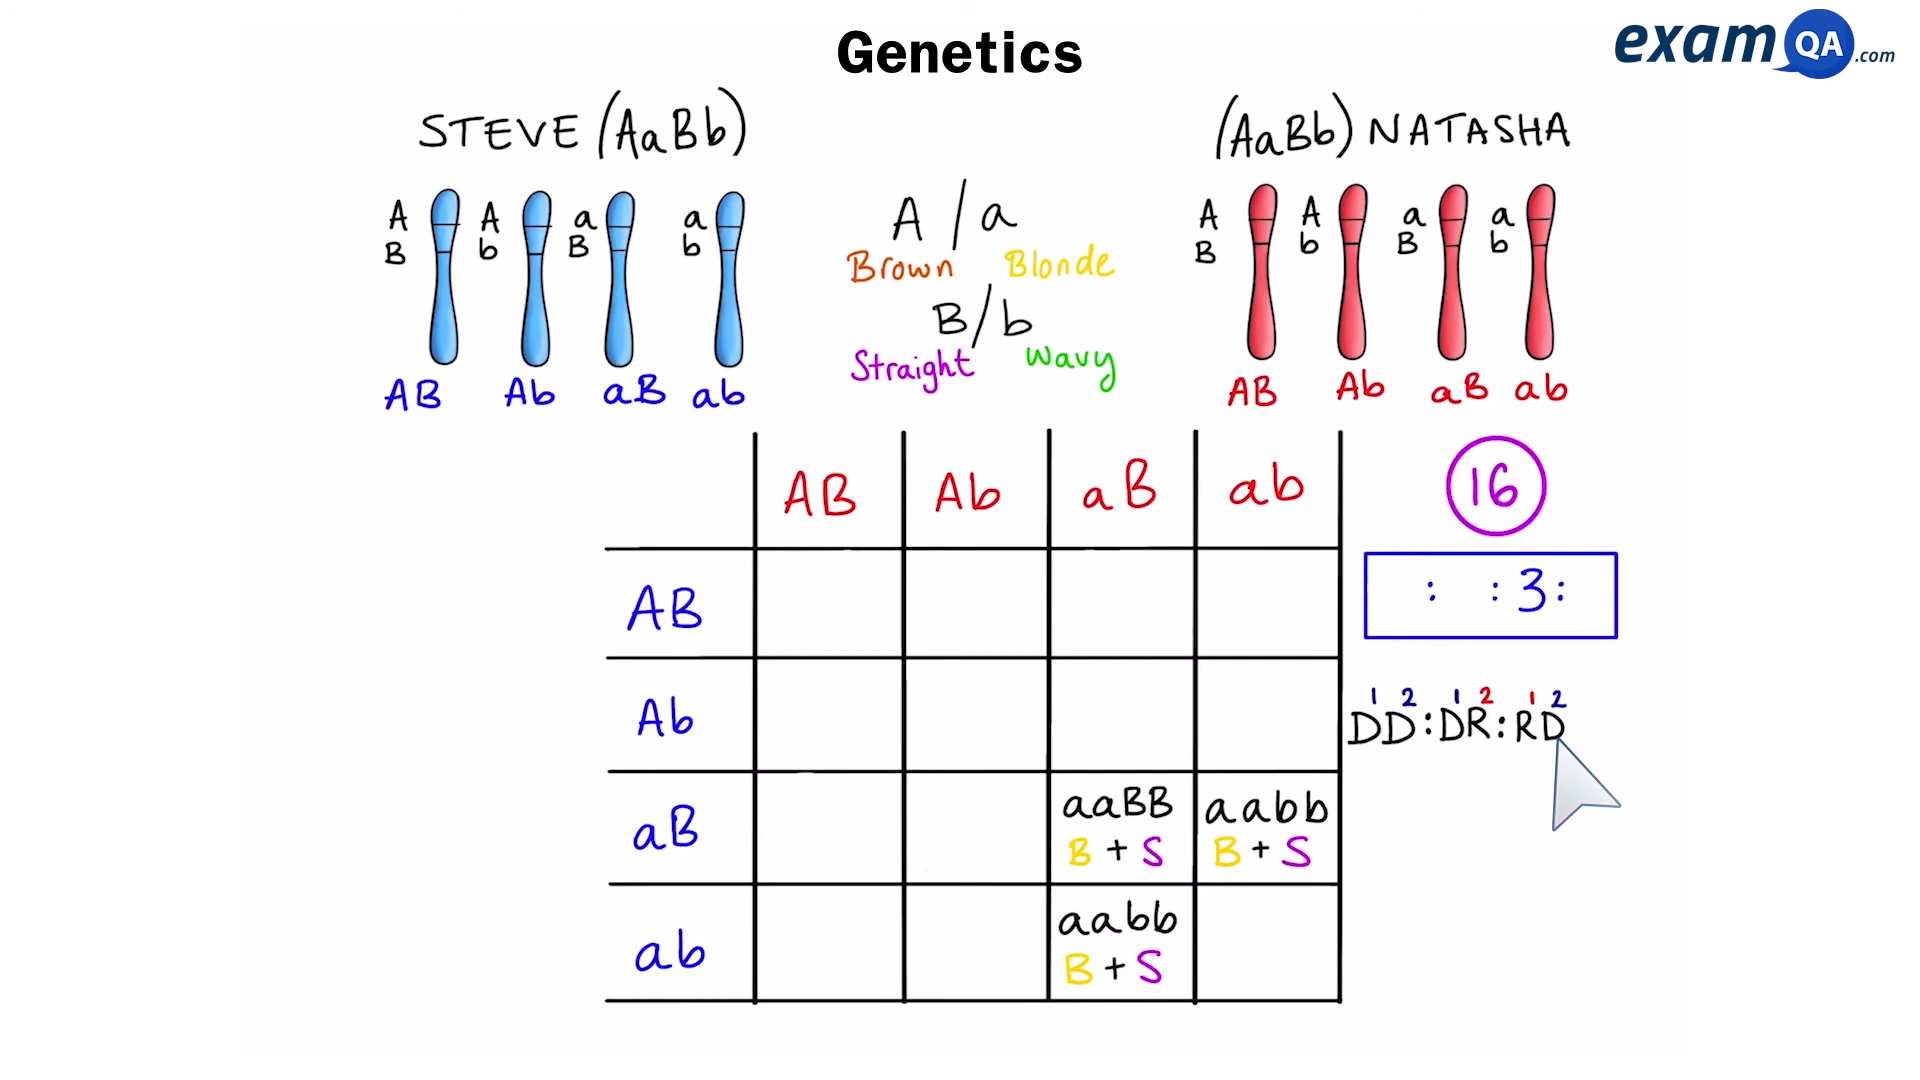 Genetics
examQA.com
STEVE (AaBb)
(AaBb) NATASHA
A A a a
B b B b
AB Ab aB ab
A/a
Brown Blonde
B/b
Straight wavy
A A a a
B b B b
AB Ab aB ab
AB Ab aB ab
16
AB
: : 3 :
Ab
1 2 1 2 1 2
DD:DR:RD
aB
aaBB aabb
B + S B + S
ab
aabb
B + S